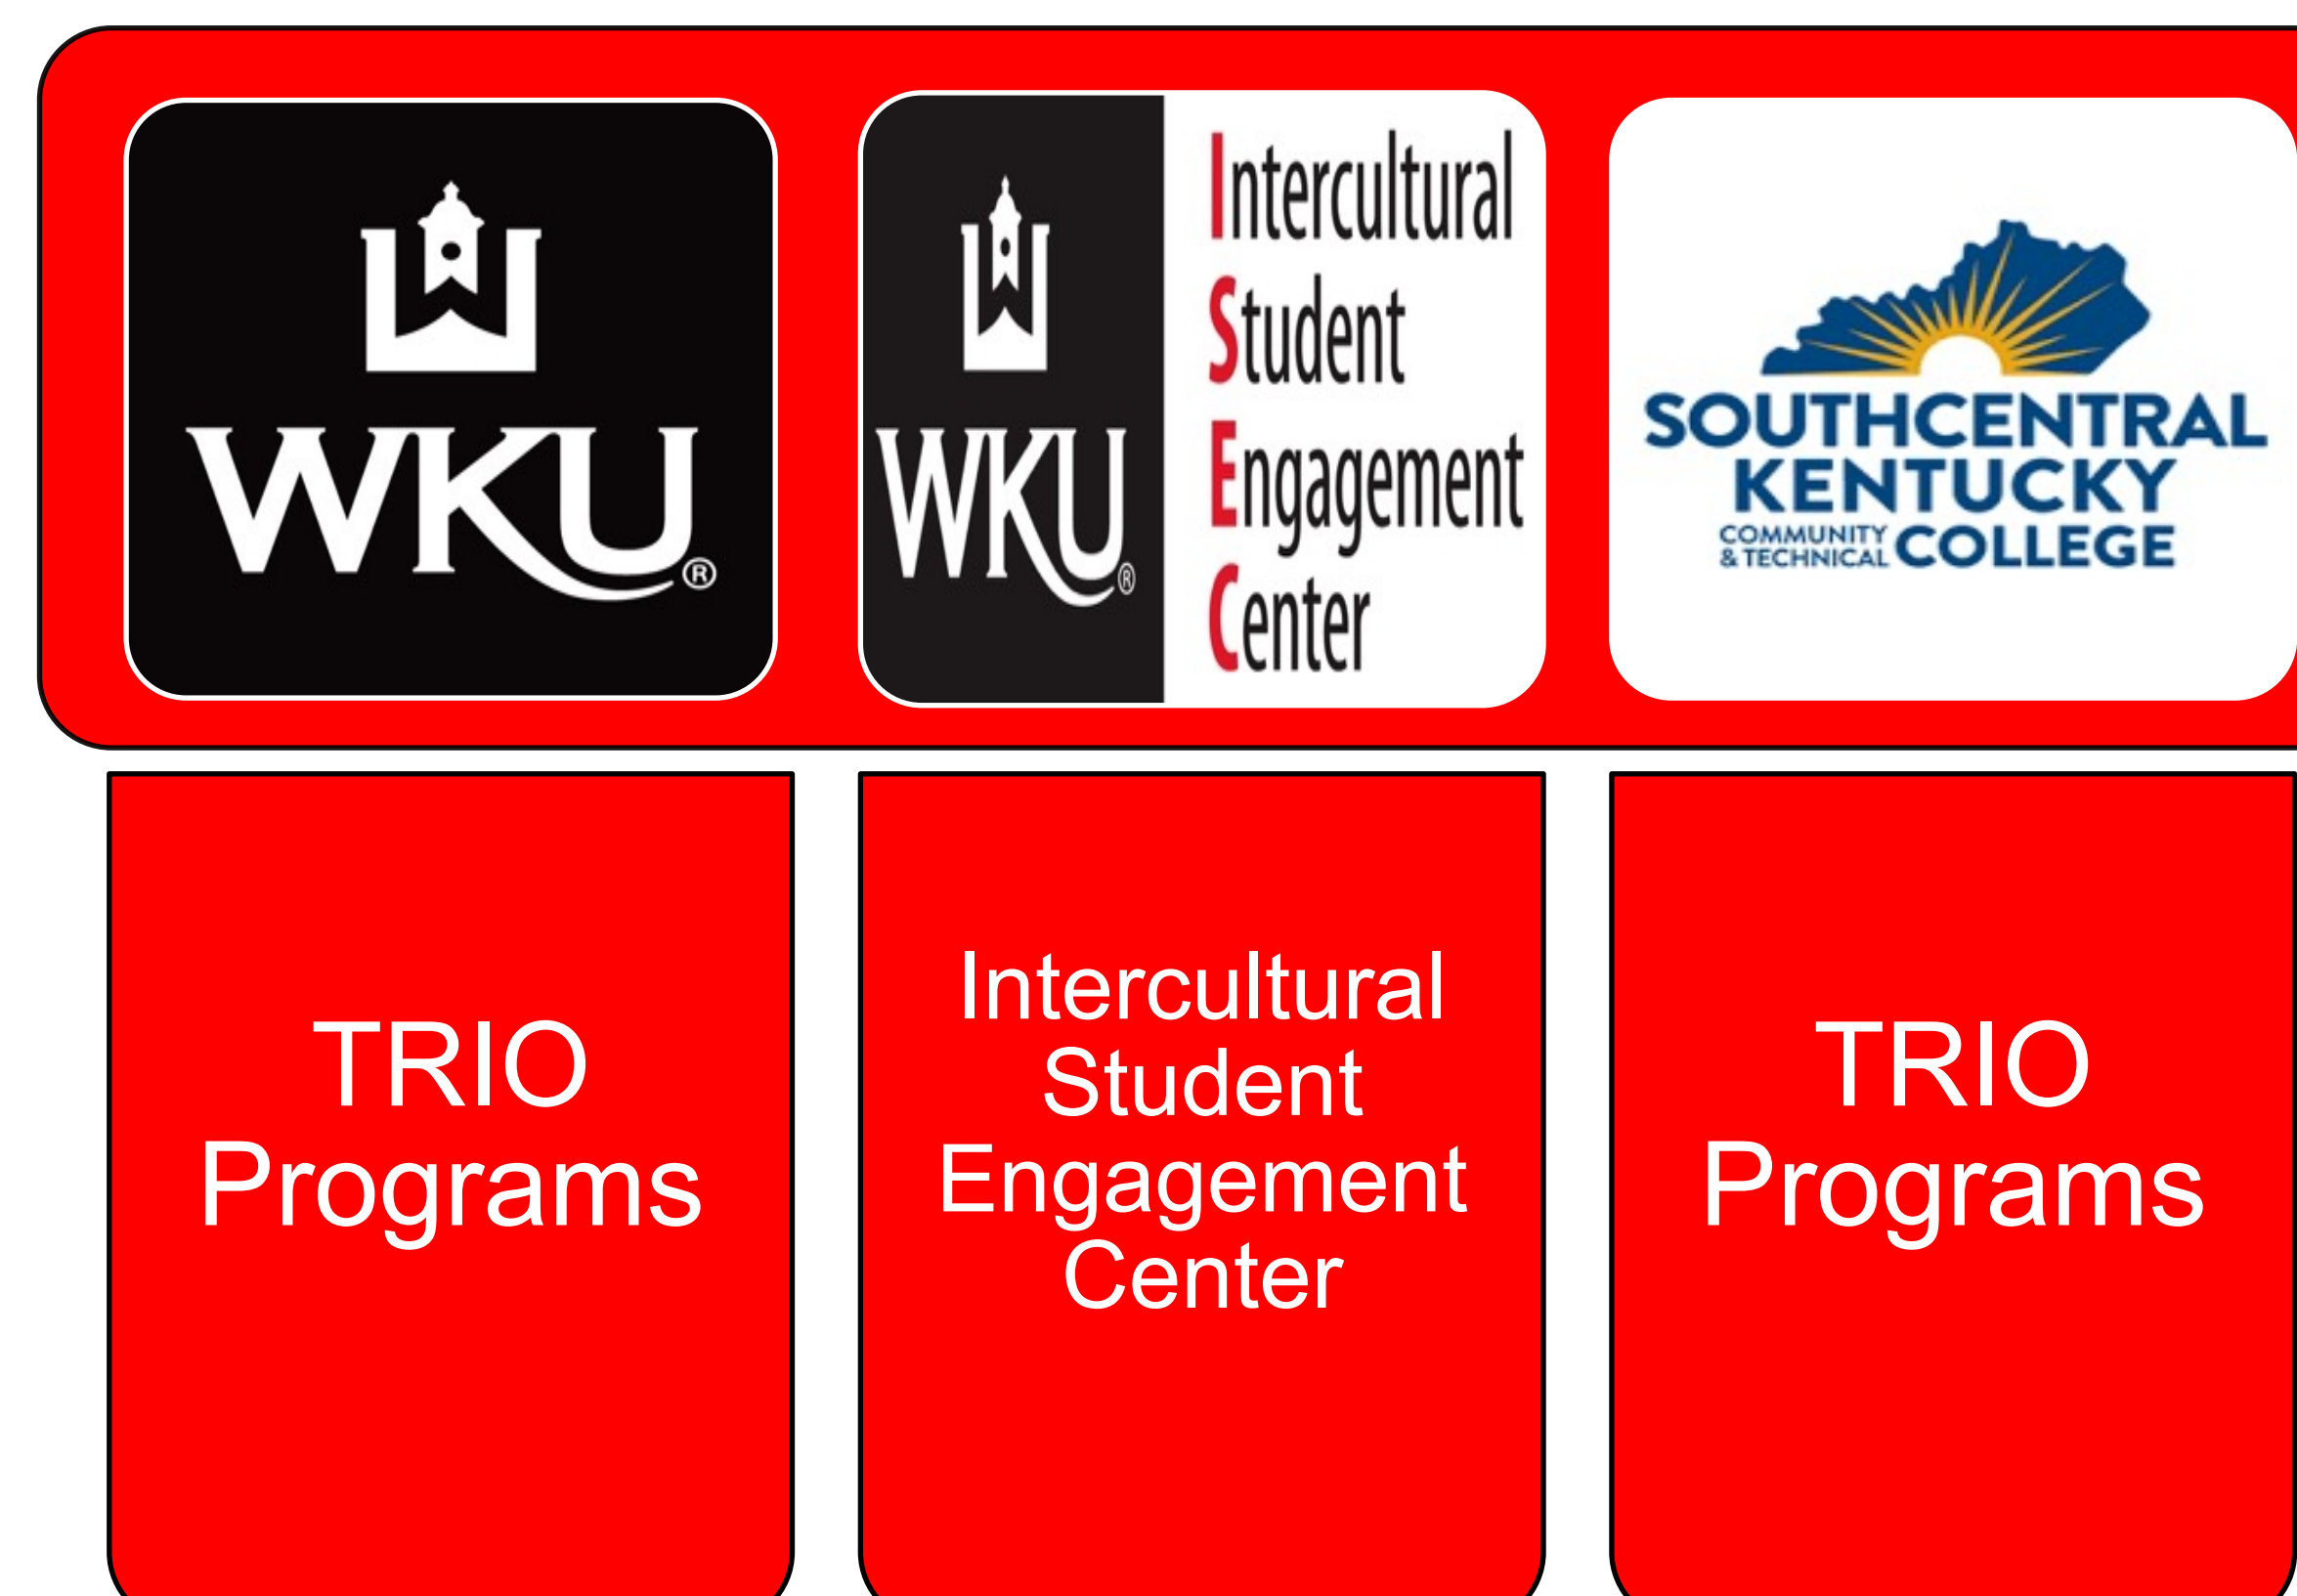 WKU®
WKU®
Intercultural
Student
Engagement
Center
SOUTHCENTRAL
KENTUCKY
COMMUNITY
& TECHNICAL COLLEGE
TRIO
Programs
Intercultural
Student
Engagement
Center
TRIO
Programs